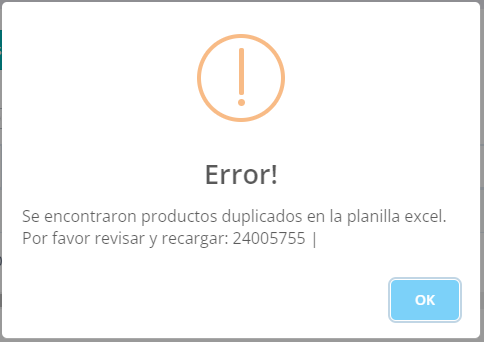 Error!
Se encontraron productos duplicados en la planilla excel.
Por favor revisar y recargar: 24005755 |
OK